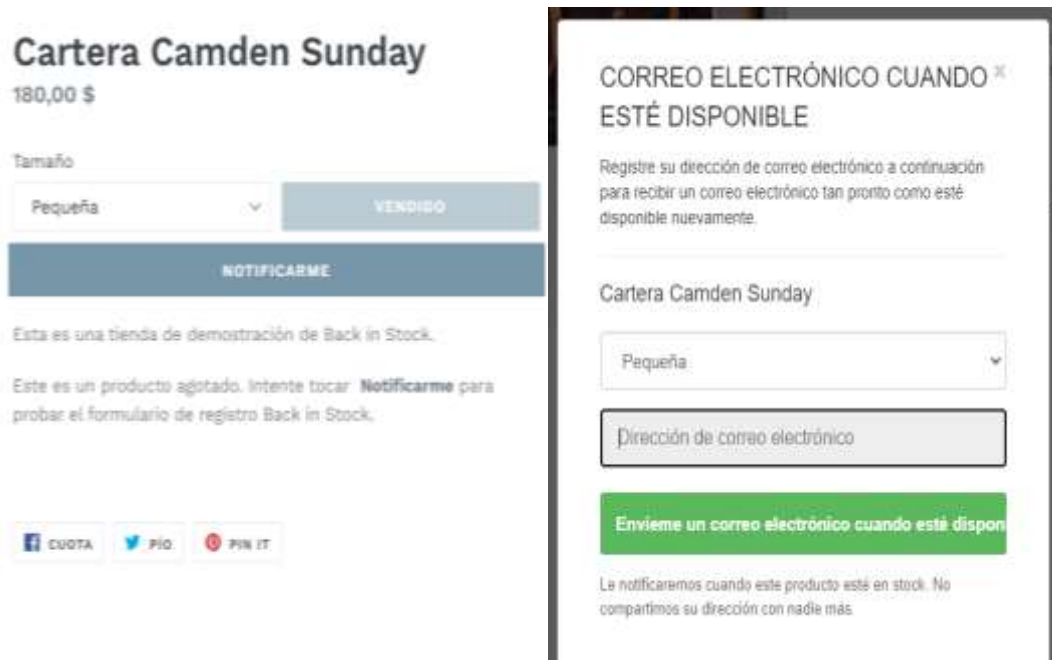 Cartera Camden Sunday
180,00 $
Tamaño
Pequeña
VENDIDO
NOTIFICARME
Esta es una tienda de demostración de Back in Stock.
Este es un producto agotado. Intente tocar Notificarme para
probar el formulario de registro Back in Stock.
CUOTA
PÍO
PIN IT
CORREO ELECTRÓNICO CUANDO
ESTÉ DISPONIBLE
Registre su dirección de correo electrónico a continuación
para recibir un correo electrónico tan pronto como esté
disponible nuevamente.
Cartera Camden Sunday
Pequeña
Dirección de correo electrónico
Envieme un correo electrónico cuando esté dispon
Le notificaremos cuando este producto esté en stock. No
compartimos su dirección con nadie más.